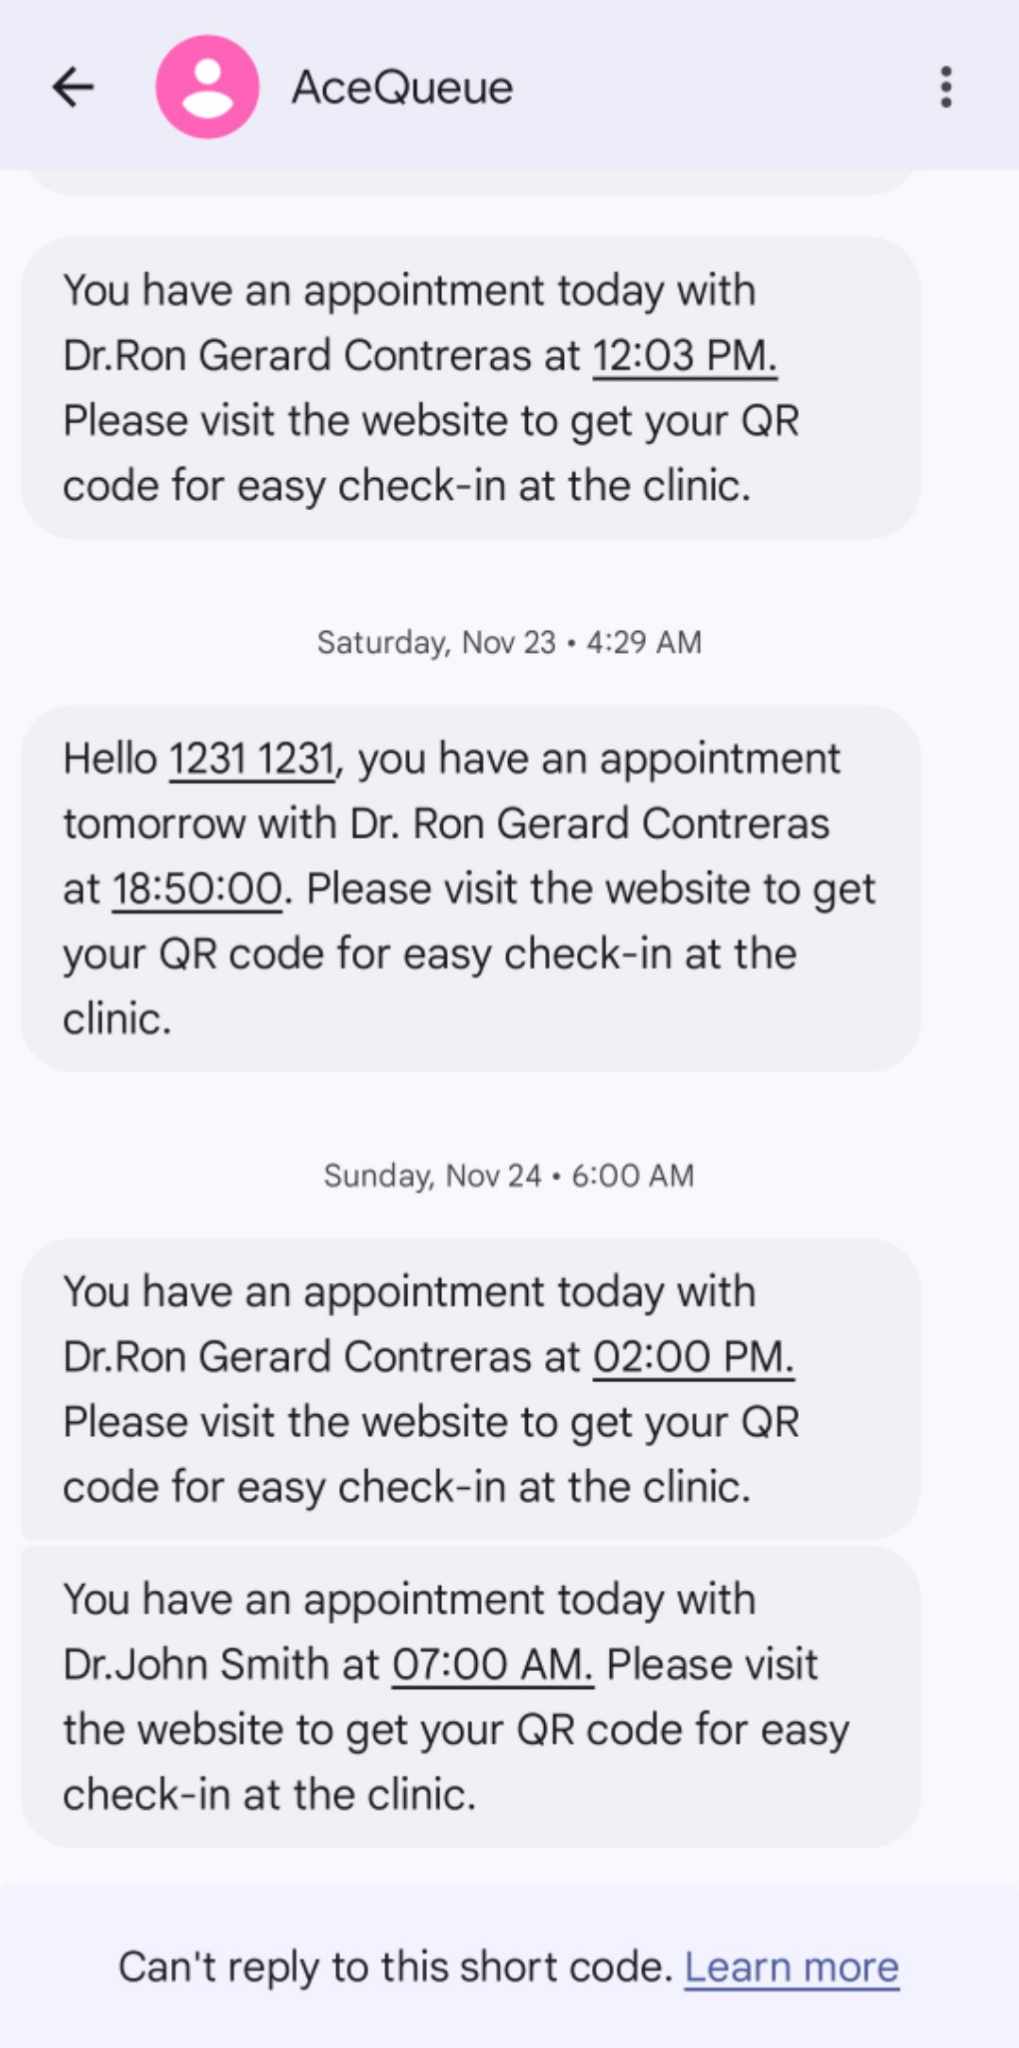 AceQueue
You have an appointment today with
Dr.Ron Gerard Contreras at 12:03 PM.
Please visit the website to get your QR
code for easy check-in at the clinic.
Saturday, Nov 23 • 4:29 AM
Hello 1231 1231, you have an appointment
tomorrow with Dr. Ron Gerard Contreras
at 18:50:00. Please visit the website to get
your QR code for easy check-in at the
clinic.
Sunday, Nov 24 • 6:00 AM
You have an appointment today with
Dr.Ron Gerard Contreras at 02:00 PM.
Please visit the website to get your QR
code for easy check-in at the clinic.
You have an appointment today with
Dr.John Smith at 07:00 AM. Please visit
the website to get your QR code for easy
check-in at the clinic.
Can't reply to this short code. Learn more